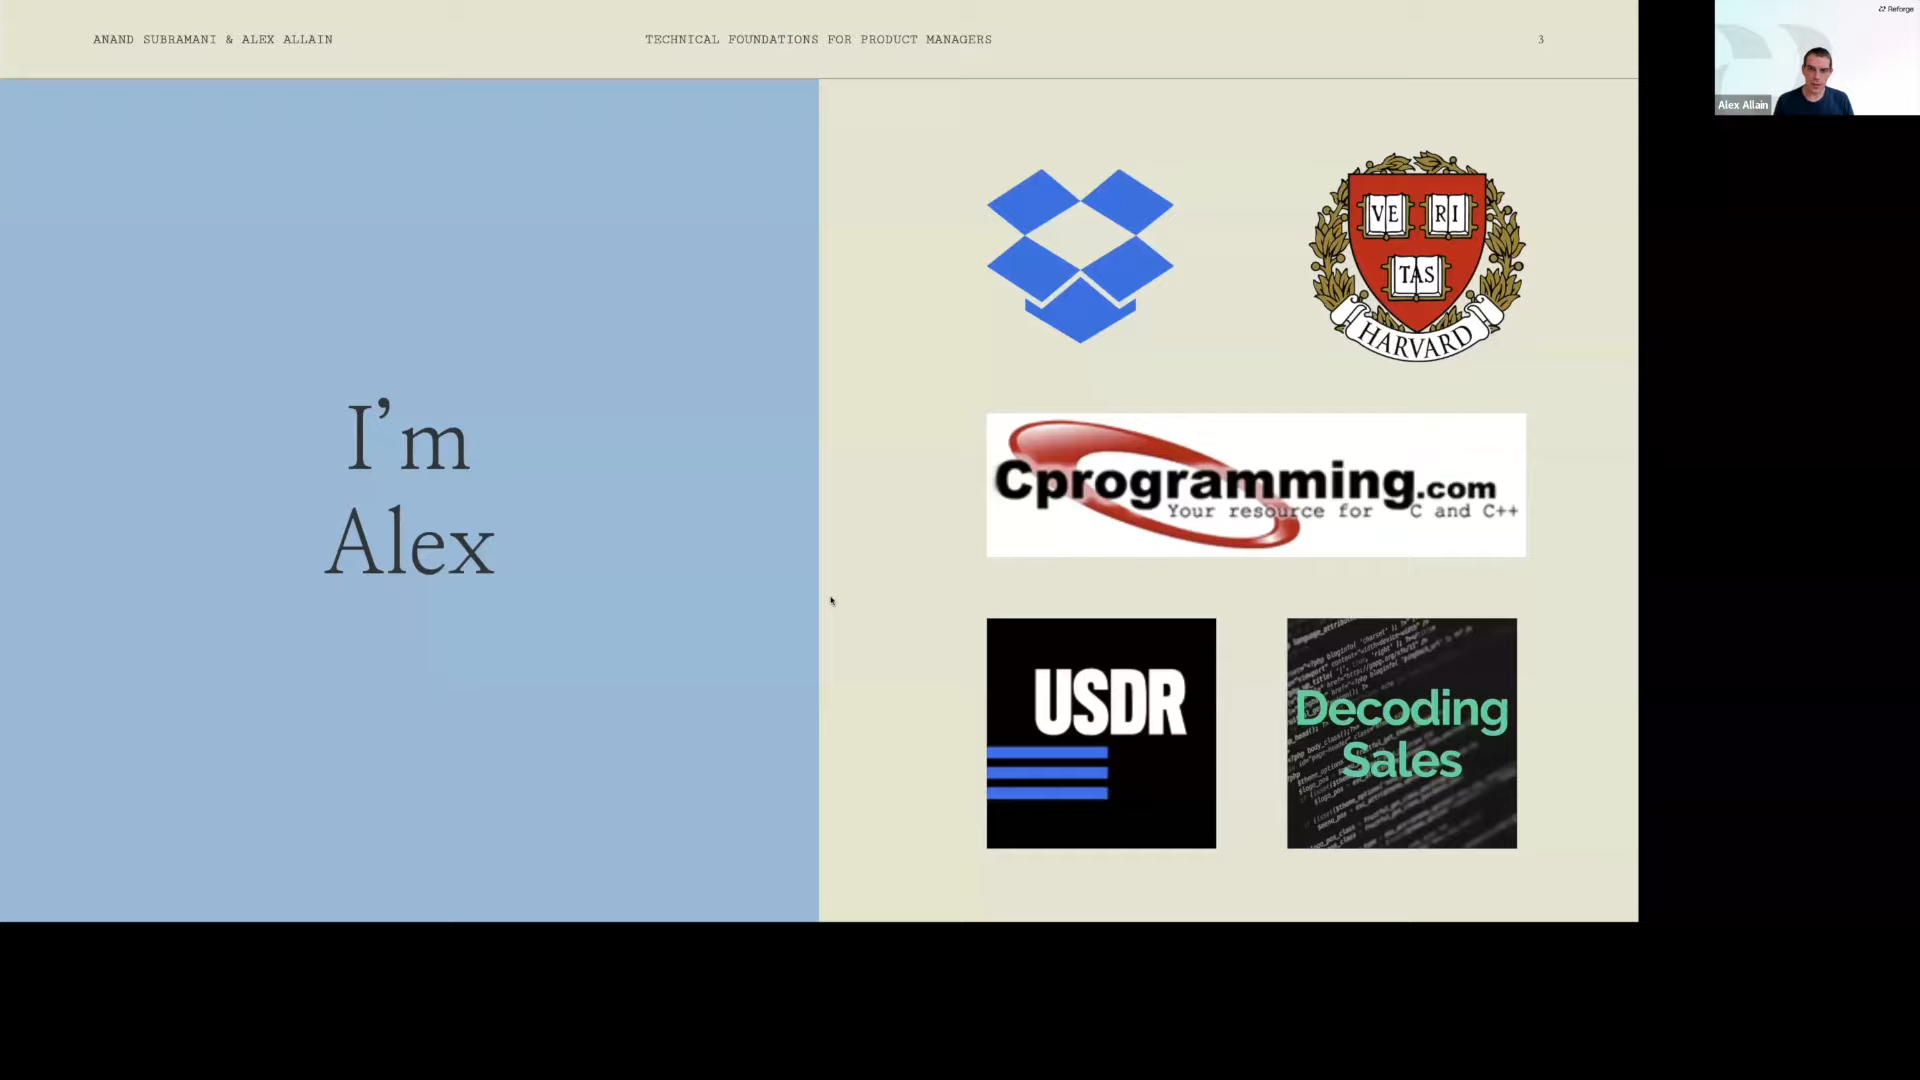 ANAND SUBRAMANI & ALEX ALLAIN
TECHNICAL FOUNDATIONS FOR PRODUCT MANAGERS
3
Reforge
Alex Allain
I’m
Alex
VE RI
TAS
HARVARD
Cprogramming.com
Your resource for C and C++
USDR
Decoding
Sales